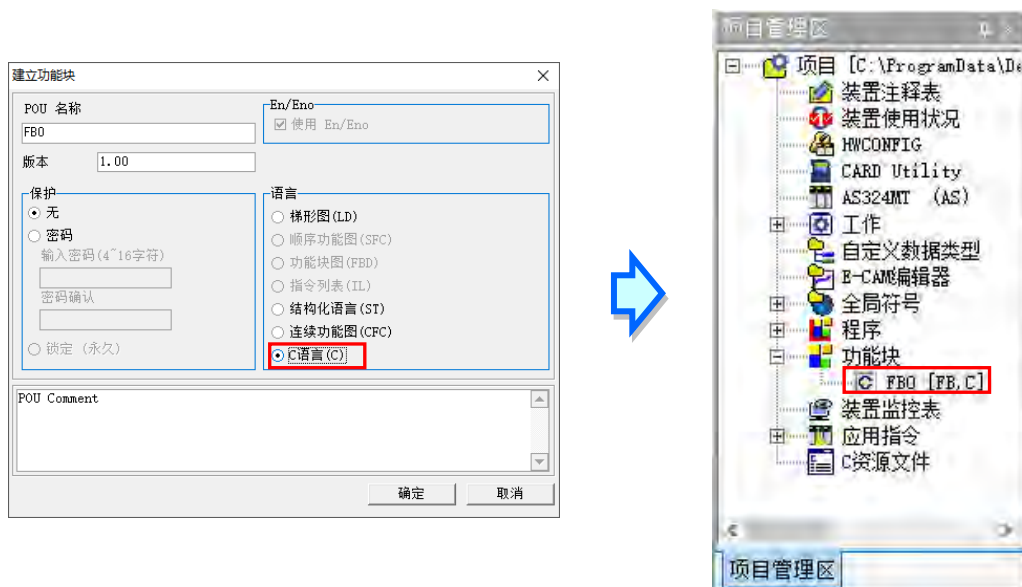 建立功能块
POU 名称
FB0
版本
1.00
En/Eno
使用 En/Eno
保护
无
密码
输入密码(4~16字符)
密码确认
锁定 (永久)
语言
梯形图(LD)
顺序功能图(SFC)
功能块图(FBD)
指令列表(IL)
结构化语言(ST)
连续功能图(CFC)
C语言(C)
POU Comment
确定
取消
项目管理区
项目 [C:\ProgramData\De
装置注释表
装置使用状况
HWCONFIG
CARD Utility
AS324MT (AS)
工作
自定义数据类型
E-CAM编辑器
全局符号
程序
功能块
FB0 [FB,C]
装置监控表
应用指令
C资源文件
项目管理区